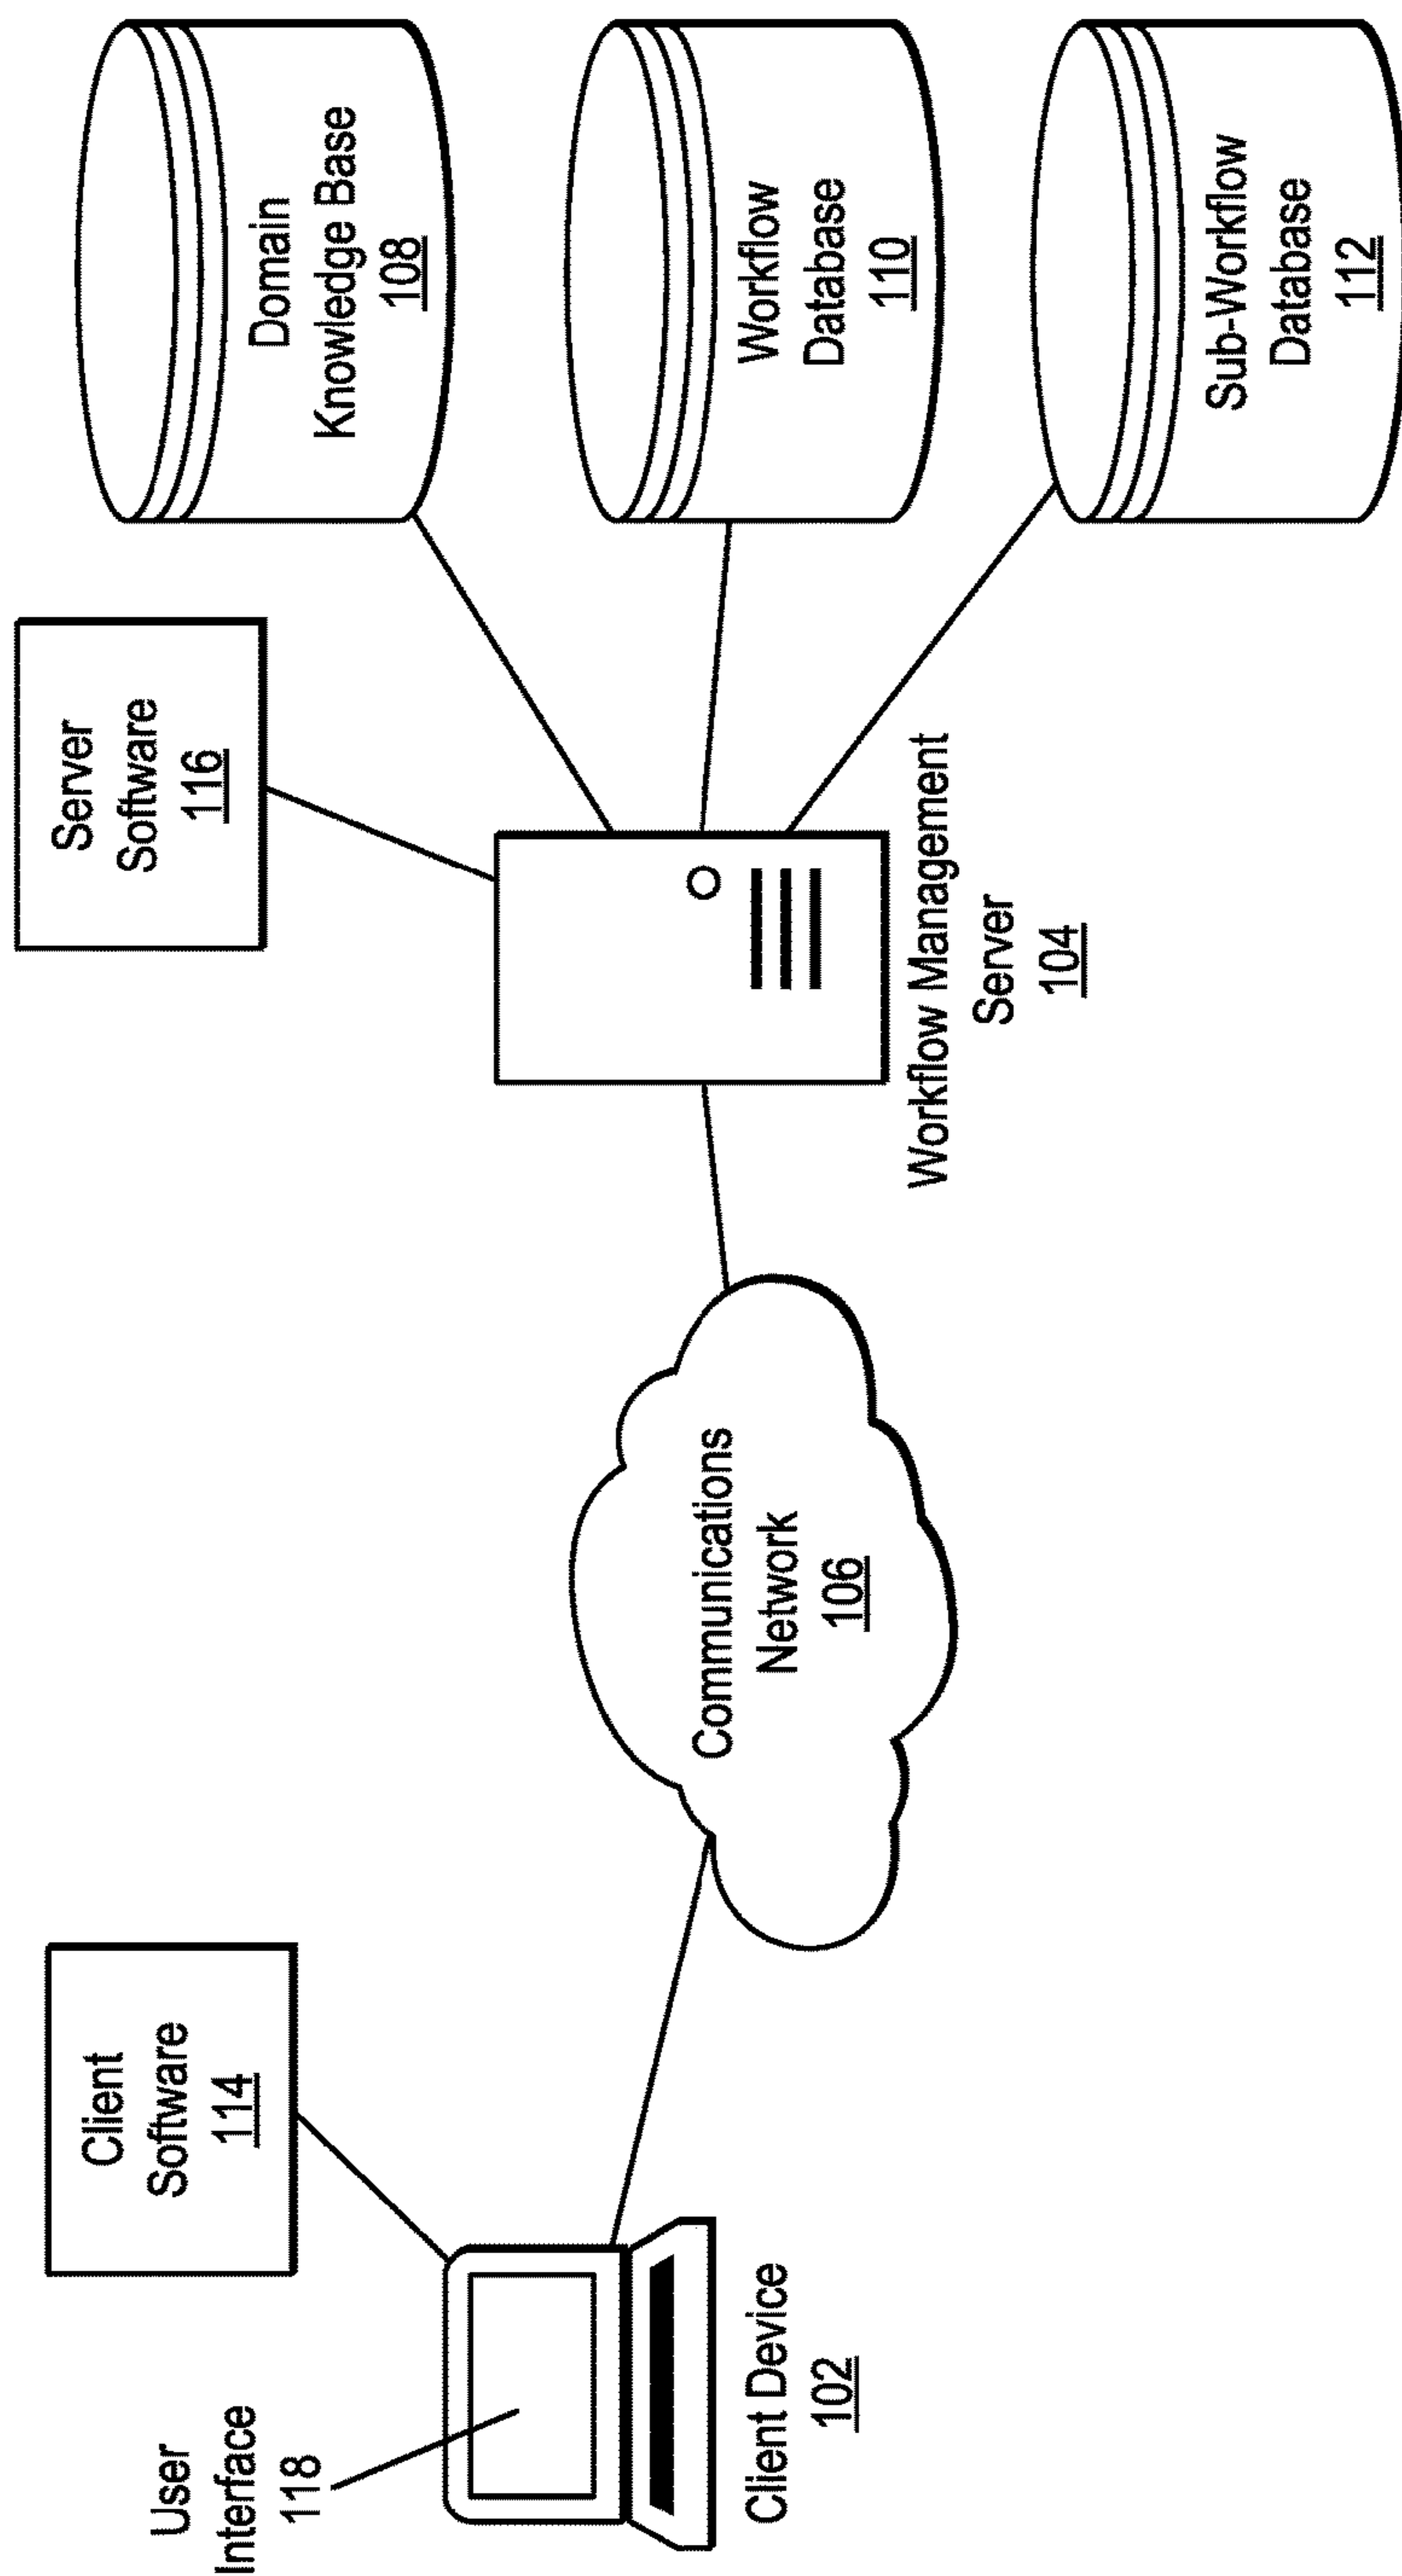 User
Interface
118
Client
Software
114
Client Device
102
Communications
Network
106
Server
Software
116
Workflow Management
Server
104
Domain
Knowledge Base
108
Workflow
Database
110
Sub-Workflow
Database
112